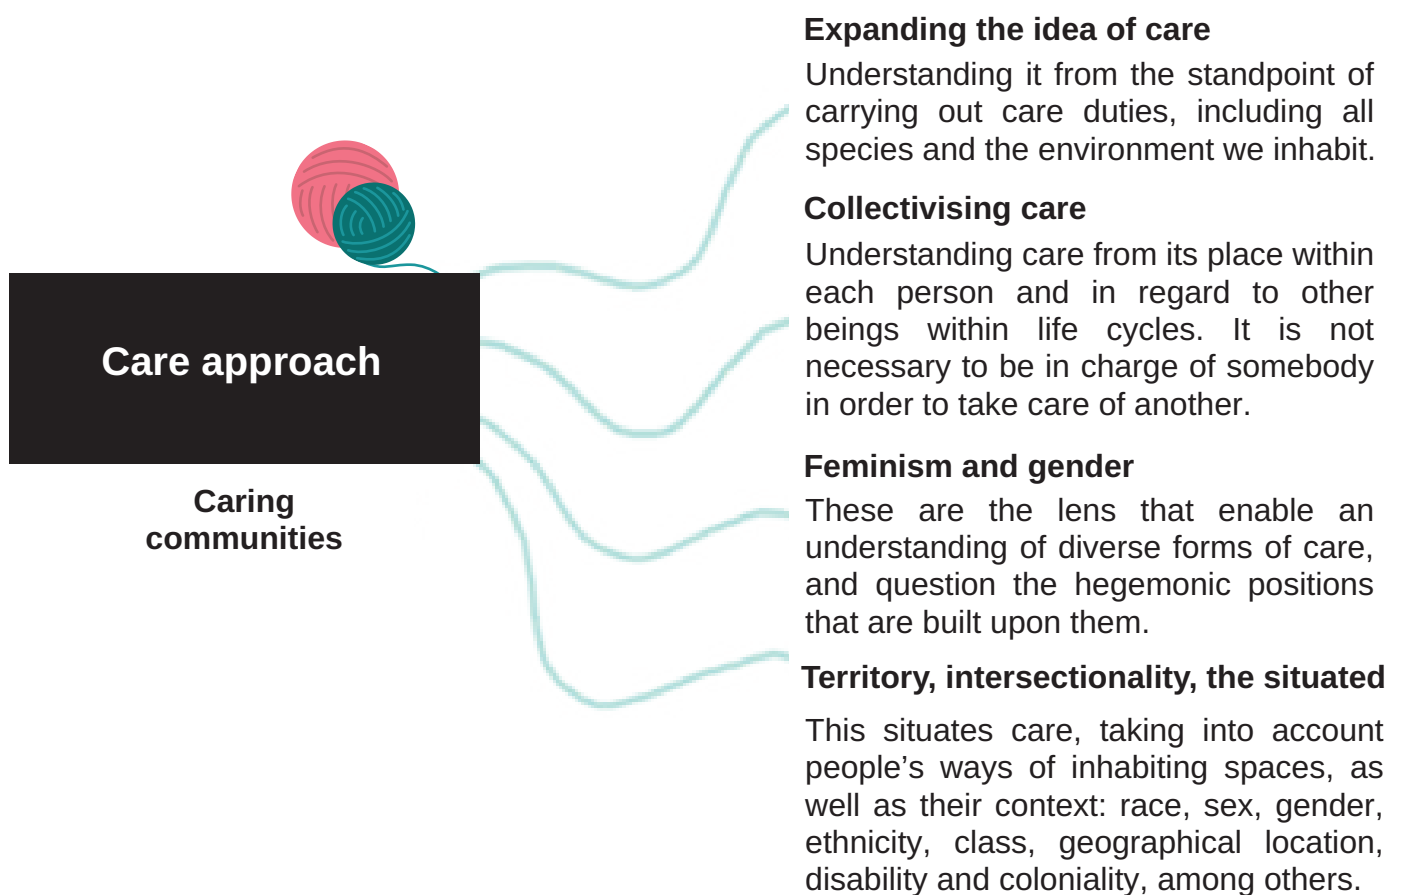 Expanding the idea of care
Understanding it from the standpoint of
carrying out care duties, including all
species and the environment we inhabit.
Collectivising care
Understanding care from its place within
each person and in regard to other
beings within life cycles. It is not
necessary to be in charge of somebody
in order to take care of another.
Care approach
Caring
communities
Feminism and gender
These are the lens that enable an
understanding of diverse forms of care,
and question the hegemonic positions
that are built upon them.
Territory, intersectionality, the situated
This situates care, taking into account
people’s ways of inhabiting spaces, as
well as their context: race, sex, gender,
ethnicity, class, geographical location,
disability and coloniality, among others.